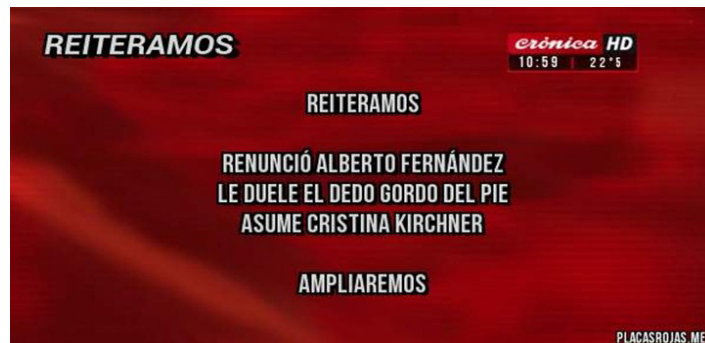 REITERAMOS
crónica HD
10:59 22°5
REITERAMOS
RENUNCIÓ ALBERTO FERNÁNDEZ
LE DUELE EL DEDO GORDO DEL PIE
ASUME CRISTINA KIRCHNER
AMPLIAREMOS
PLACASROJAS.ME